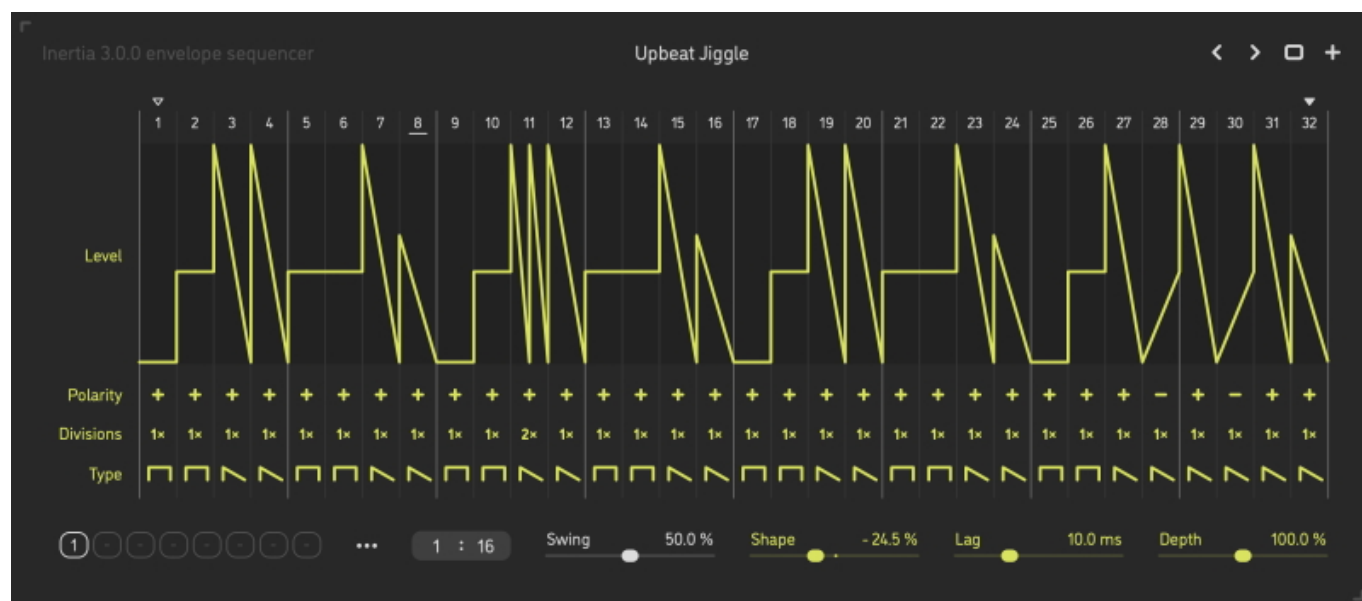 Inertia 3.0.0 envelope sequencer Upbeat Jiggle
1 2 3 4 5 6 7 8 9 10 11 12 13 14 15 16 17 18 19 20 21 22 23 24 25 26 27 28 29 30 31 32
Level
Polarity + + + + + + + + + + + + + + + + + + + + + + + + + + + − + − + +
Divisions 1× 1× 1× 1× 1× 1× 1× 1× 1× 1× 2× 1× 1× 1× 1× 1× 1× 1× 1× 1× 1× 1× 1× 1× 1× 1× 1× 1× 1× 1× 1× 1×
Type
1 - - - - - - - ••• 1 : 16 Swing 50.0 % Shape - 24.5 % Lag 10.0 ms Depth 100.0 %